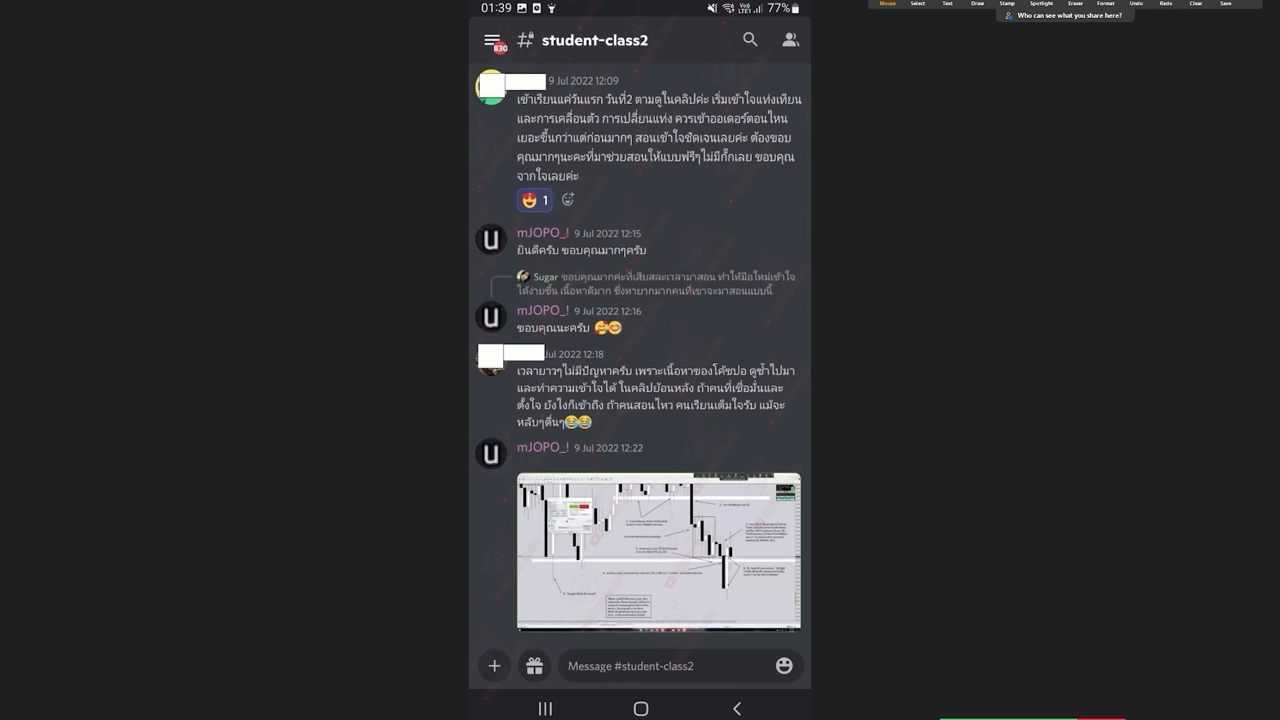 Mouse Select Text Draw Stamp Spotlight Eraser Format Undo Redo Clear Save
Who can see what you share here?
01:39
77%
830
student-class2
9 Jul 2022 12:09
เข้าเรียนแค่วันแรก วันที่2 ตามดูในคลิปค่ะ เริ่มเข้าใจแท่งเทียน
และการเคลื่อนตัว การเปลี่ยนแท่ง ควรเข้าออเดอร์ตอนไหน
เยอะขึ้นกว่าแต่ก่อนมากๆ สอนเข้าใจชัดเจนเลยค่ะ ต้องขอบ
คุณมากๆนะคะที่มาช่วยสอนให้แบบฟรีๆไม่มีกั๊กเลย ขอบคุณ
จากใจเลยค่ะ
1
mJOPO_! 9 Jul 2022 12:15
ยินดีครับ ขอบคุณมากๆครับ
Sugar ขอบคุณมากค่ะที่เสียสละเวลามาสอน ทำให้มือใหม่เข้าใจ
ได้ง่ายขึ้น เนื้อหาดีมาก ซึ่งหายากมากคนที่เขาจะมาสอนแบบนี้
mJOPO_! 9 Jul 2022 12:16
ขอบคุณนะครับ
Jul 2022 12:18
เวลายาวๆไม่มีปัญหาครับ เพราะเนื้อหาของโค้ชปอ ดูซ้ำไปมา
และทำความเข้าใจได้ ในคลิปย้อนหลัง ถ้าคนที่เชื่อมั่นและ
ตั้งใจ ยังไงก็เข้าถึง ถ้าคนสอนไหว คนเรียนเต็มใจรับ แม้จะ
หลับๆตื่นๆ
mJOPO_! 9 Jul 2022 12:22
Message #student-class2